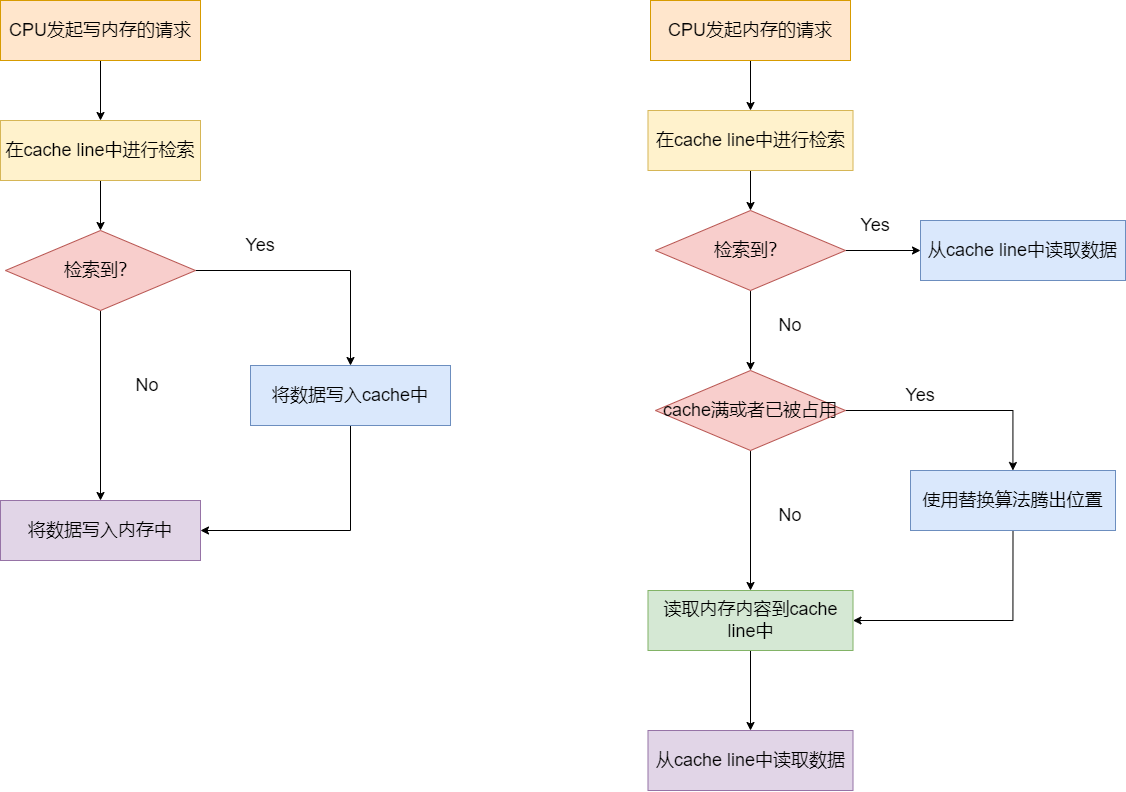 CPU发起写内存的请求
在cache line中进行检索
检索到?
Yes
No
将数据写入cache中
将数据写入内存中
CPU发起内存的请求
在cache line中进行检索
检索到?
Yes
从cache line中读取数据
No
cache满或者已被占用
Yes
使用替换算法腾出位置
No
读取内存内容到cache
line中
从cache line中读取数据